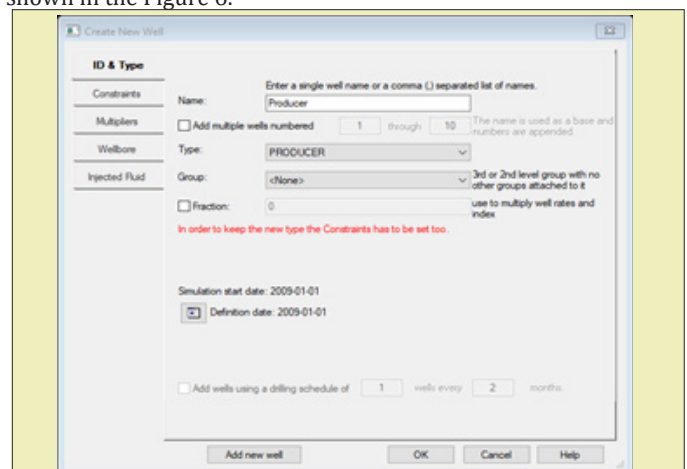 shown in the Figure 6.
Create New Well
ID & Type
Constraints
Multipliers
Wellbore
Injected Fluid
Enter a single well name or a comma (,) separated list of names.
Name: Producer
Add multiple wells numbered 1 through 10 The name is used as a base and
numbers are appended
Type: PRODUCER
Group: <None> 3rd or 2nd level group with no
other groups attached to it
Fraction: 0 use to multiply well rates and
index
In order to keep the new type the Constraints has to be set too.
Simulation start date: 2009-01-01
Definition date: 2009-01-01
Add wells using a drilling schedule of 1 wells every 2 months.
Add new well OK Cancel Help